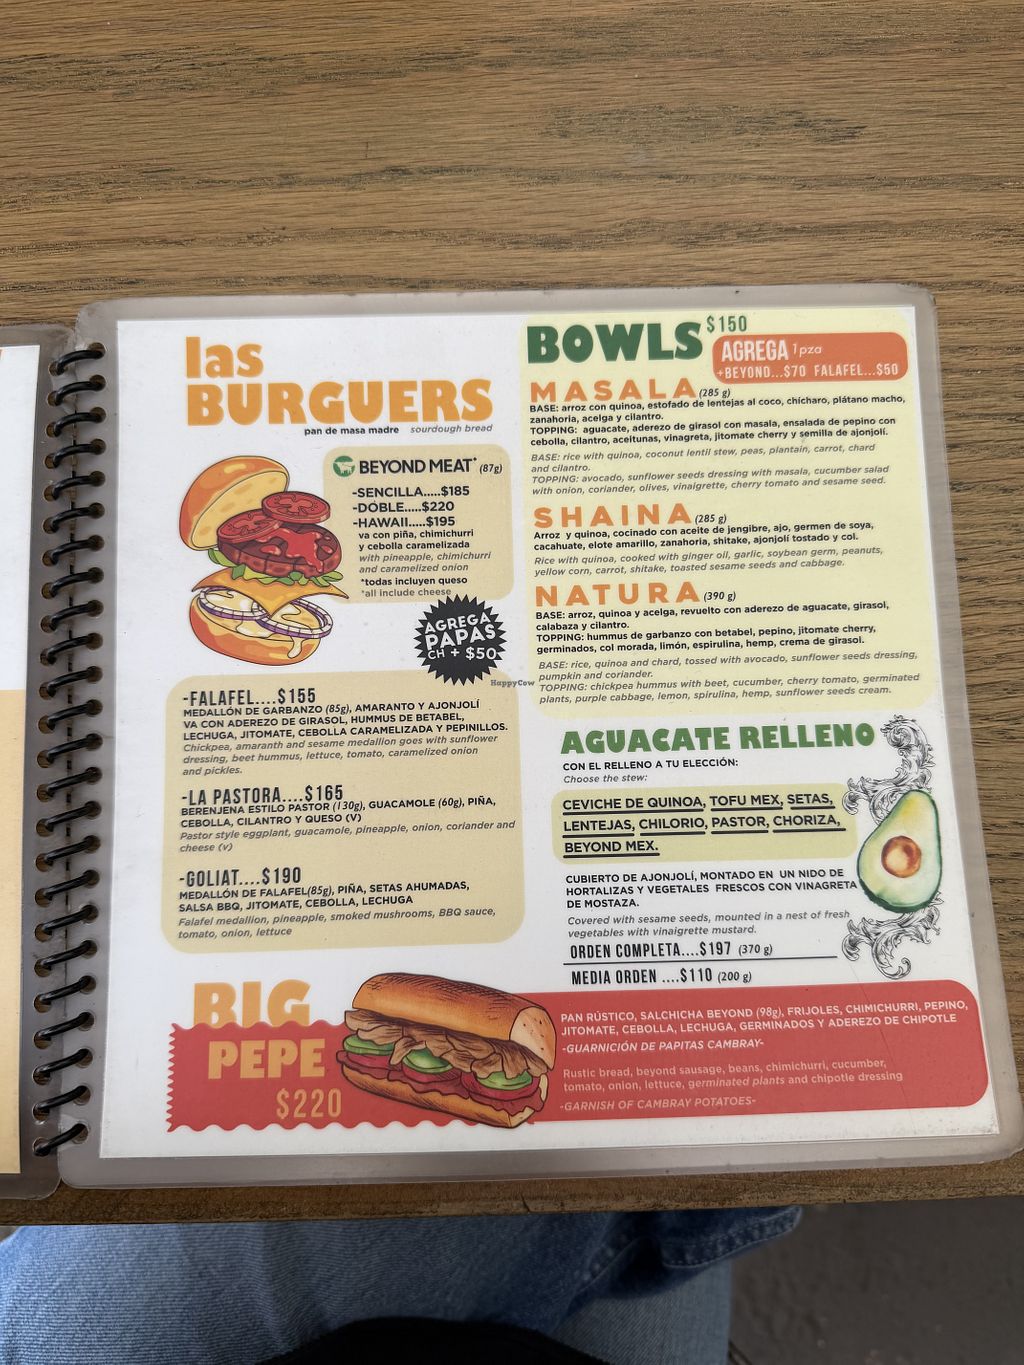 las
BURGUERS
pan de masa madre sourdough bread
BEYOND MEAT* (87g)
-SENCILLA.....$185
-DOBLE.....$220
-HAWAII....$195
va con piña, chimichurri
y cebolla caramelizada
with pineapple, chimichurri
and caramelized onion
*todas incluyen queso
*all include cheese
AGREGA
PAPAS
CH + $50
-FALAFEL....$155
MEDALLÓN DE GARBANZO (85g), AMARANTO Y AJONJOLÍ
VA CON ADEREZO DE GIRASOL, HUMMUS DE BETABEL,
LECHUGA, JITOMATE, CEBOLLA CARAMELIZADA Y PEPINILLOS.
Chickpea, amaranth and sesame medallion goes with sunflower
dressing, beet hummus, lettuce, tomato, caramelized onion
and pickles.
-LA PASTORA....$165
BERENJENA ESTILO PASTOR (130g), GUACAMOLE (60g), PIÑA,
CEBOLLA, CILANTRO Y QUESO (V)
Pastor style eggplant, guacamole, pineapple, onion, coriander and
cheese (v)
-GOLIAT....$190
MEDALLÓN DE FALAFEL(85g), PIÑA, SETAS AHUMADAS,
SALSA BBQ, JITOMATE, CEBOLLA, LECHUGA
Falafel medallion, pineapple, smoked mushrooms, BBQ sauce,
tomato, onion, lettuce
BOWLS $150
AGREGA 1 pza
+BEYOND...$70 FALAFEL...$50
MASALA (285 g)
BASE: arroz con quinoa, estofado de lentejas al coco, chícharo, plátano macho,
zanahoria, acelga y cilantro.
TOPPING: aguacate, aderezo de girasol con masala, ensalada de pepino con
cebolla, cilantro, aceitunas, vinagreta, jitomate cherry y semilla de ajonjolí.
BASE: rice with quinoa, coconut lentil stew, peas, plantain, carrot, chard
and cilantro.
TOPPING: avocado, sunflower seeds dressing with masala, cucumber salad
with onion, coriander, olives, vinaigrette, cherry tomato and sesame seed.
SHAINA (285 g)
Arroz y quinoa, cocinado con aceite de jengibre, ajo, germen de soya,
cacahuate, elote amarillo, zanahoria, shitake, ajonjolí tostado y col.
Rice with quinoa, cooked with ginger oil, garlic, soybean germ, peanuts,
yellow corn, carrot, shitake, toasted sesame seeds and cabbage.
NATURA (390 g)
BASE: arroz, quinoa y acelga, revuelto con aderezo de aguacate, girasol,
calabaza y cilantro.
TOPPING: hummus de garbanzo con betabel, pepino, jitomate cherry,
germinados, col morada, limón, espirulina, hemp, crema de girasol.
BASE: rice, quinoa and chard, tossed with avocado, sunflower seeds dressing,
pumpkin and coriander.
TOPPING: chickpea hummus with beet, cucumber, cherry tomato, germinated
plants, purple cabbage, lemon, spirulina, hemp, sunflower seeds cream.
HappyCow
AGUACATE RELLENO
CON EL RELLENO A TU ELECCIÓN:
Choose the stew:
CEVICHE DE QUINOA, TOFU MEX, SETAS,
LENTEJAS, CHILORIO, PASTOR, CHORIZA,
BEYOND MEX.
CUBIERTO DE AJONJOLÍ, MONTADO EN UN NIDO DE
HORTALIZAS Y VEGETALES FRESCOS CON VINAGRETA
DE MOSTAZA.
Covered with sesame seeds, mounted in a nest of fresh
vegetables with vinaigrette mustard.
ORDEN COMPLETA....$197 (370 g)
MEDIA ORDEN ....$110 (200 g)
BIG
PEPE
$220
PAN RÚSTICO, SALCHICHA BEYOND (98g), FRIJOLES, CHIMICHURRI, PEPINO,
JITOMATE, CEBOLLA, LECHUGA, GERMINADOS Y ADEREZO DE CHIPOTLE
-GUARNICIÓN DE PAPITAS CAMBRAY-
Rustic bread, beyond sausage, beans, chimichurri, cucumber,
tomato, onion, lettuce, germinated plants and chipotle dressing
-GARNISH OF CAMBRAY POTATOES-